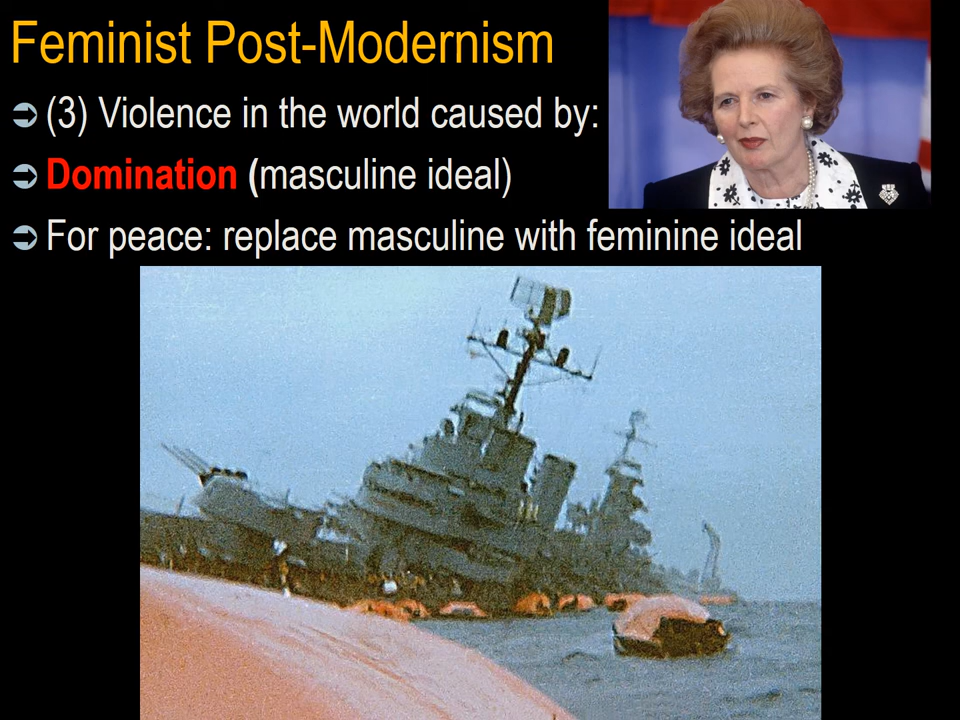 Feminist Post-Modernism
(3) Violence in the world caused by:
Domination (masculine ideal)
For peace: replace masculine with feminine ideal